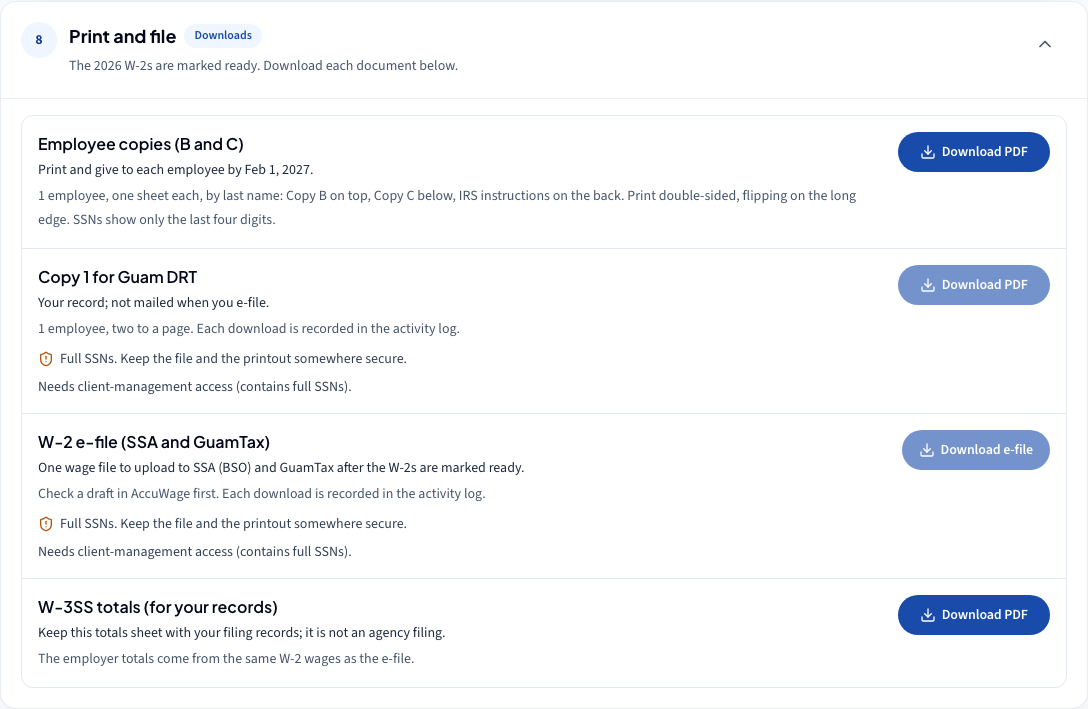 8
Print and file
Downloads
The 2026 W-2s are marked ready. Download each document below.
Employee copies (B and C)
Print and give to each employee by Feb 1, 2027.
1 employee, one sheet each, by last name: Copy B on top, Copy C below, IRS instructions on the back. Print double-sided, flipping on the long
edge. SSNs show only the last four digits.
Download PDF
Copy 1 for Guam DRT
Your record; not mailed when you e-file.
1 employee, two to a page. Each download is recorded in the activity log.
Full SSNs. Keep the file and the printout somewhere secure.
Needs client-management access (contains full SSNs).
Download PDF
W-2 e-file (SSA and GuamTax)
One wage file to upload to SSA (BSO) and GuamTax after the W-2s are marked ready.
Check a draft in AccuWage first. Each download is recorded in the activity log.
Full SSNs. Keep the file and the printout somewhere secure.
Needs client-management access (contains full SSNs).
Download e-file
W-3SS totals (for your records)
Keep this totals sheet with your filing records; it is not an agency filing.
The employer totals come from the same W-2 wages as the e-file.
Download PDF